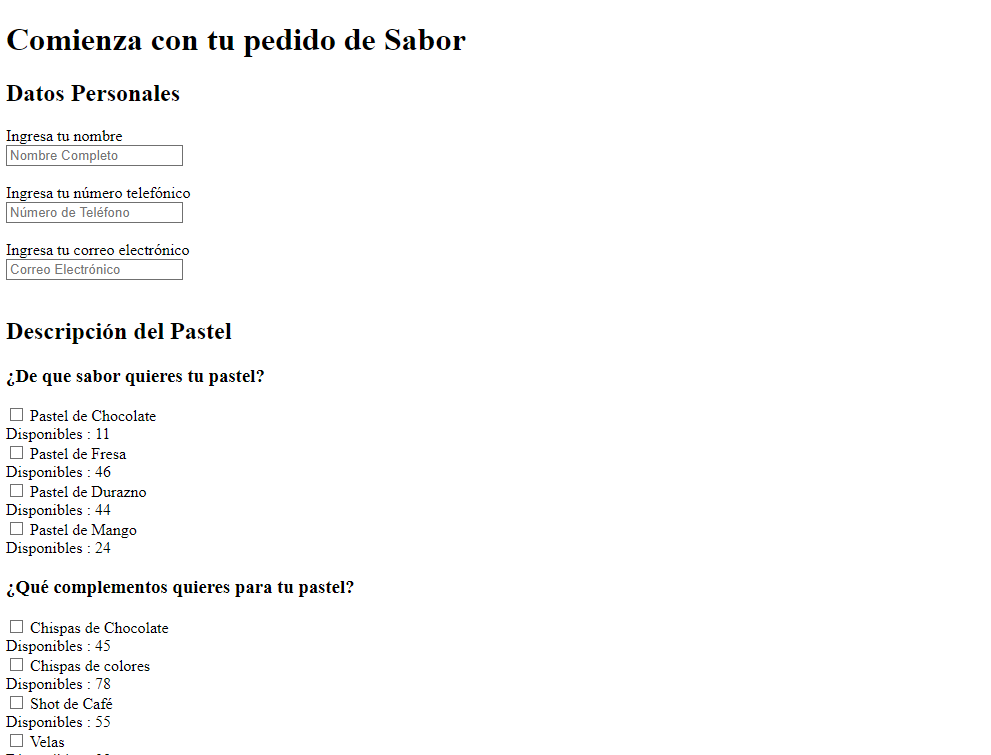 Comienza con tu pedido de Sabor
Datos Personales
Ingresa tu nombre
Nombre Completo
Ingresa tu número telefónico
Número de Teléfono
Ingresa tu correo electrónico
Correo Electrónico
Descripción del Pastel
¿De que sabor quieres tu pastel?
Pastel de Chocolate
Disponibles : 11
Pastel de Fresa
Disponibles : 46
Pastel de Durazno
Disponibles : 44
Pastel de Mango
Disponibles : 24
¿Qué complementos quieres para tu pastel?
Chispas de Chocolate
Disponibles : 45
Chispas de colores
Disponibles : 78
Shot de Café
Disponibles : 55
Velas